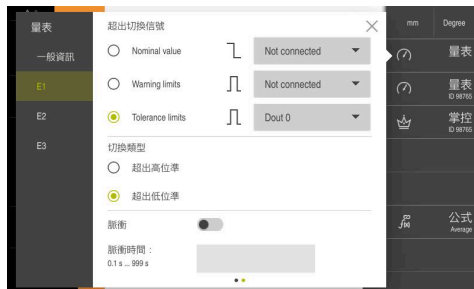 量表
一般資訊
E1
E2
E3
超出切換信號
Nominal value
Not connected
Warning limits
Not connected
Tolerance limits
Dout 0
切換類型
超出高位準
超出低位準
脈衝
脈衝時間：
0.1 s ... 999 s
mm
Degree
量表
量表
ID 98765
掌控
ID 98765
公式
Average